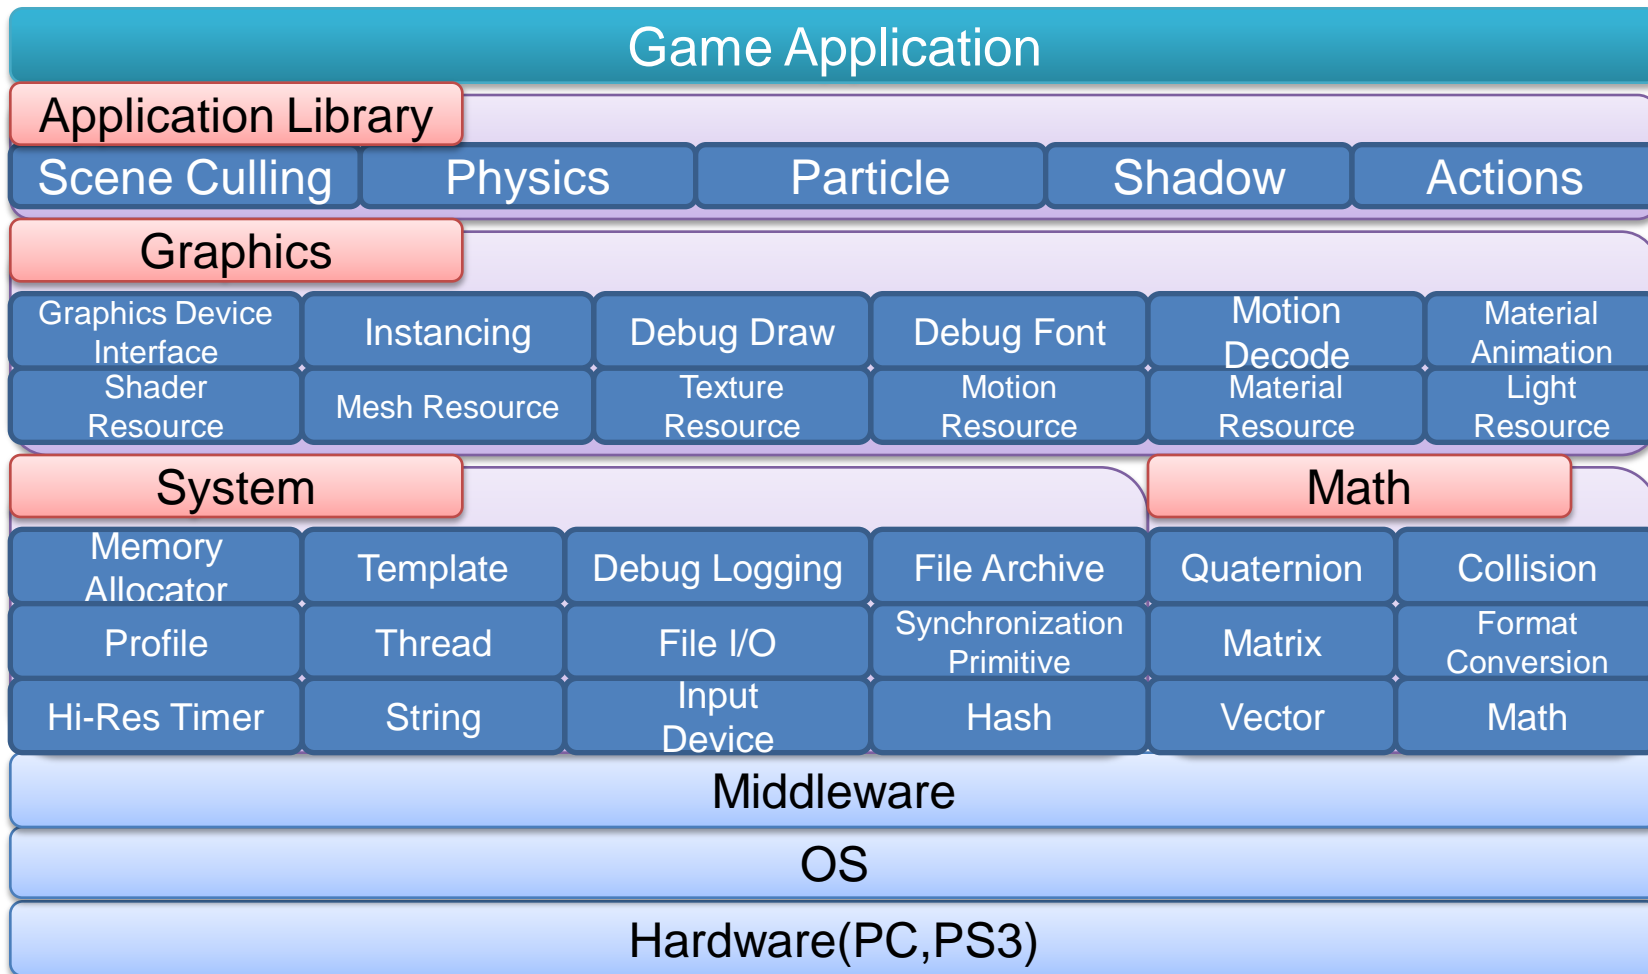 Game Application
Application Library
Scene Culling
Physics
Particle
Shadow
Actions
Graphics
Graphics Device
Interface
Instancing
Debug Draw
Debug Font
Motion
Decode
Material
Animation
Shader
Resource
Mesh Resource
Texture
Resource
Motion
Resource
Material
Resource
Light
Resource
System
Memory
Allocator
Template
Debug Logging
File Archive
Profile
Thread
File I/O
Synchronization
Primitive
Hi-Res Timer
String
Input
Device
Hash
Math
Quaternion
Collision
Matrix
Format
Conversion
Vector
Math
Middleware
OS
Hardware(PC,PS3)